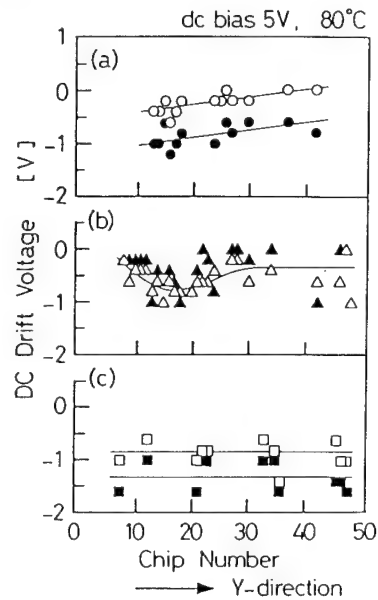 dc bias 5V, 80°C
1
(a)
0
-1
[V]
-2
(b)
0
-1
DC Drift Voltage
-2
(c)
0
-1
-2
0 10 20 30 40 50
Chip Number
Y-direction